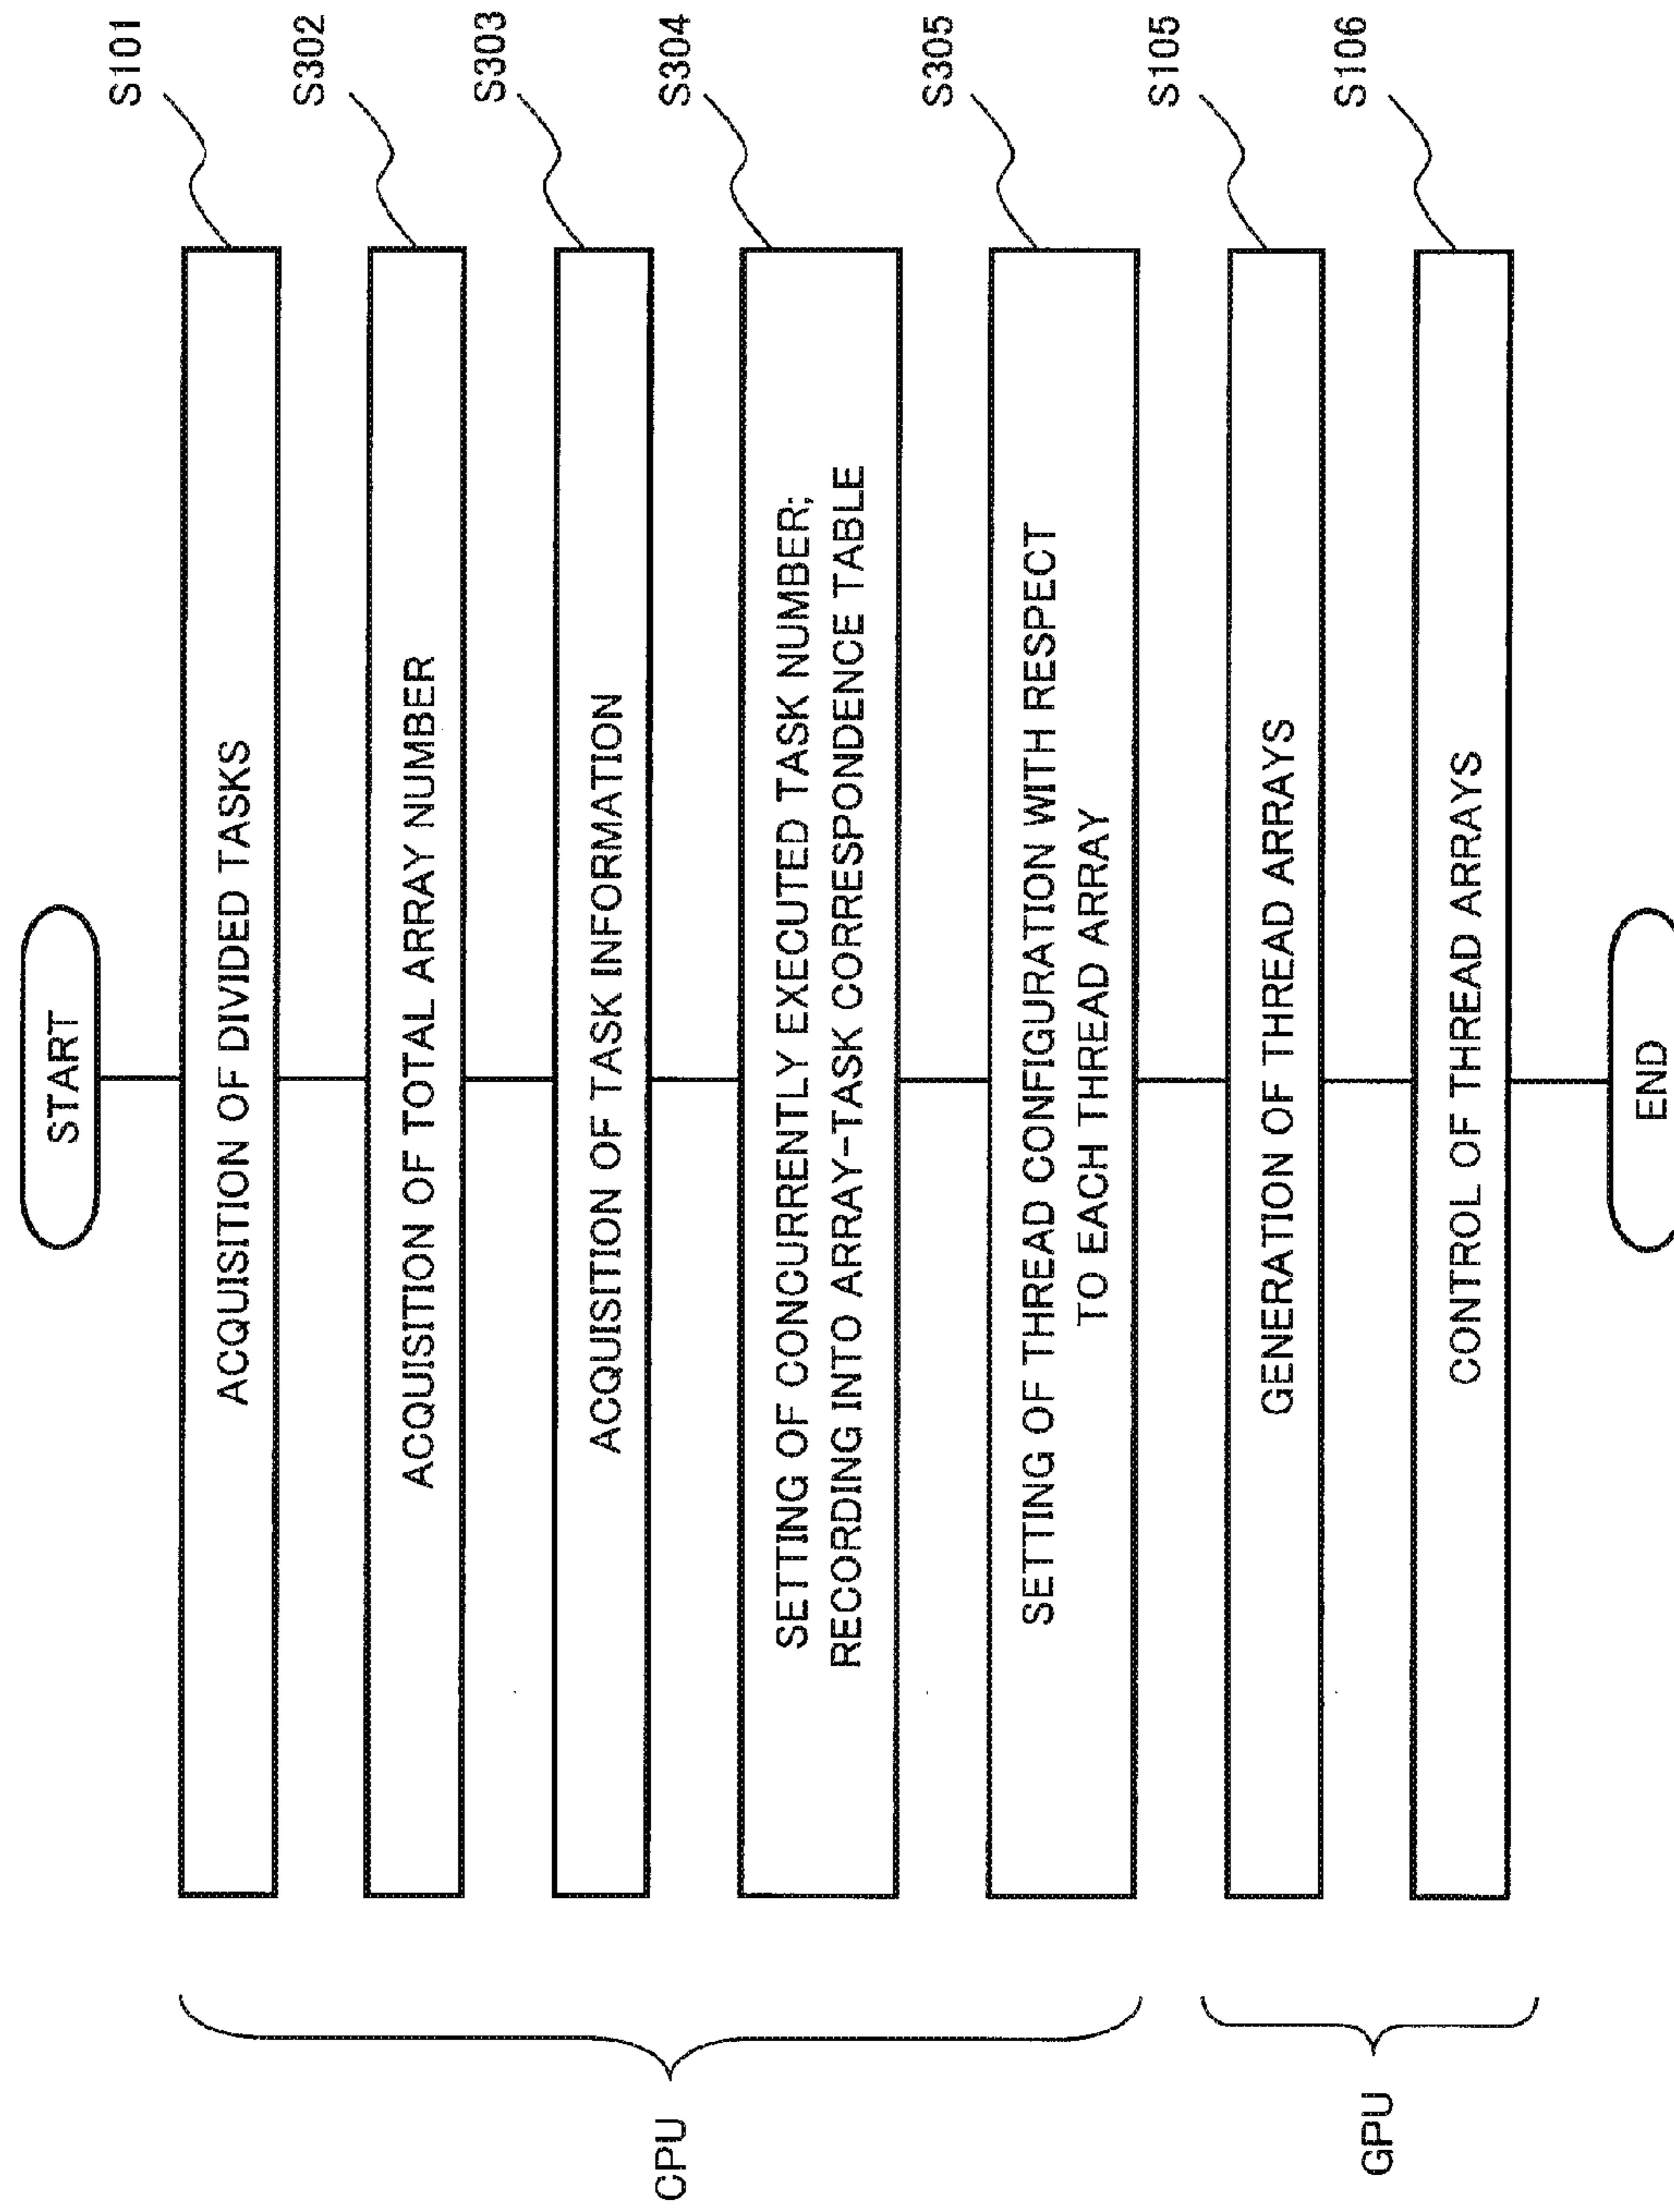 START
ACQUISITION OF DIVIDED TASKS
S101
ACQUISITION OF TOTAL ARRAY NUMBER
S302
ACQUISITION OF TASK INFORMATION
S303
SETTING OF CONCURRENTLY EXECUTED TASK NUMBER;
RECORDING INTO ARRAY-TASK CORRESPONDENCE TABLE
S304
SETTING OF THREAD CONFIGURATION WITH RESPECT
TO EACH THREAD ARRAY
S305
CPU
GENERATION OF THREAD ARRAYS
S105
CONTROL OF THREAD ARRAYS
S106
GPU
END